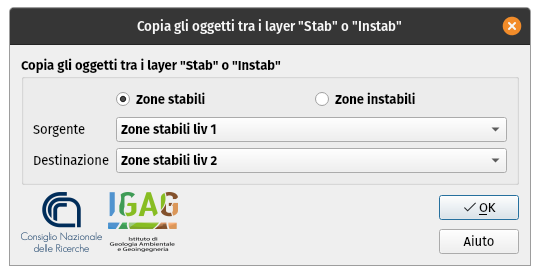 Copia gli oggetti tra i layer "Stab" o "Instab"
Copia gli oggetti tra i layer "Stab" o "Instab"
Zone stabili
Zone instabili
Sorgente
Zone stabili liv 1
Destinazione
Zone stabili liv 2
Consiglio Nazionale
delle Ricerche
IGAG
Istituto di
Geologia Ambientale
e Geoingegneria
OK
Aiuto